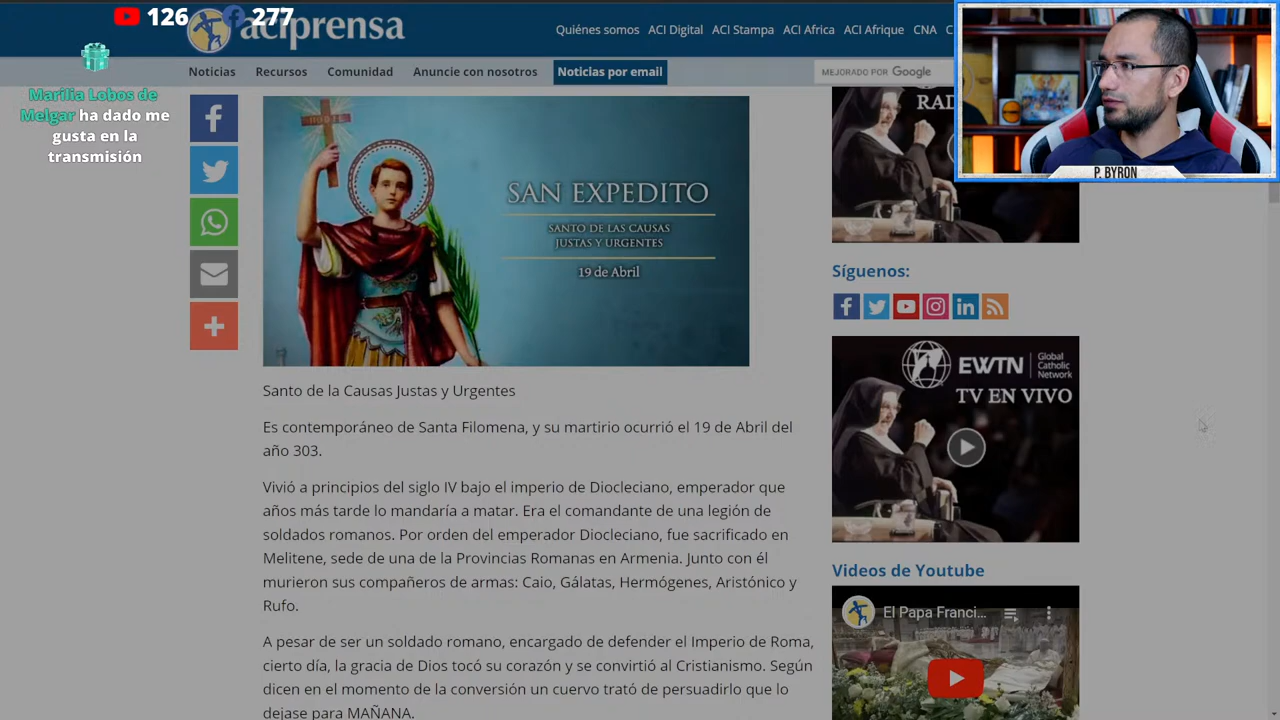 126 277
aciprensa
Quiénes somos ACI Digital ACI Stampa ACI Africa ACI Afrique CNA
Noticias Recursos Comunidad Anuncie con nosotros Noticias por email
MEJORADO POR Google
Marilia Lobos de
Melgar ha dado me
gusta en la
transmisión
P. BYRON
SAN EXPEDITO
SANTO DE LAS CAUSAS
JUSTAS Y URGENTES
19 de Abril
Santo de la Causas Justas y Urgentes
Es contemporáneo de Santa Filomena, y su martirio ocurrió el 19 de Abril del
año 303.
Vivió a principios del siglo IV bajo el imperio de Diocleciano, emperador que
años más tarde lo mandaría a matar. Era el comandante de una legión de
soldados romanos. Por orden del emperador Diocleciano, fue sacrificado en
Melitene, sede de una de la Provincias Romanas en Armenia. Junto con él
murieron sus compañeros de armas: Caio, Gálatas, Hermógenes, Aristónico y
Rufo.
A pesar de ser un soldado romano, encargado de defender el Imperio de Roma,
cierto día, la gracia de Dios tocó su corazón y se convirtió al Cristianismo. Según
dicen en el momento de la conversión un cuervo trató de persuadirlo que lo
dejase para MAÑANA.
Síguenos:
EWTN Global
Catholic
Network
TV EN VIVO
Videos de Youtube
El Papa Franci...